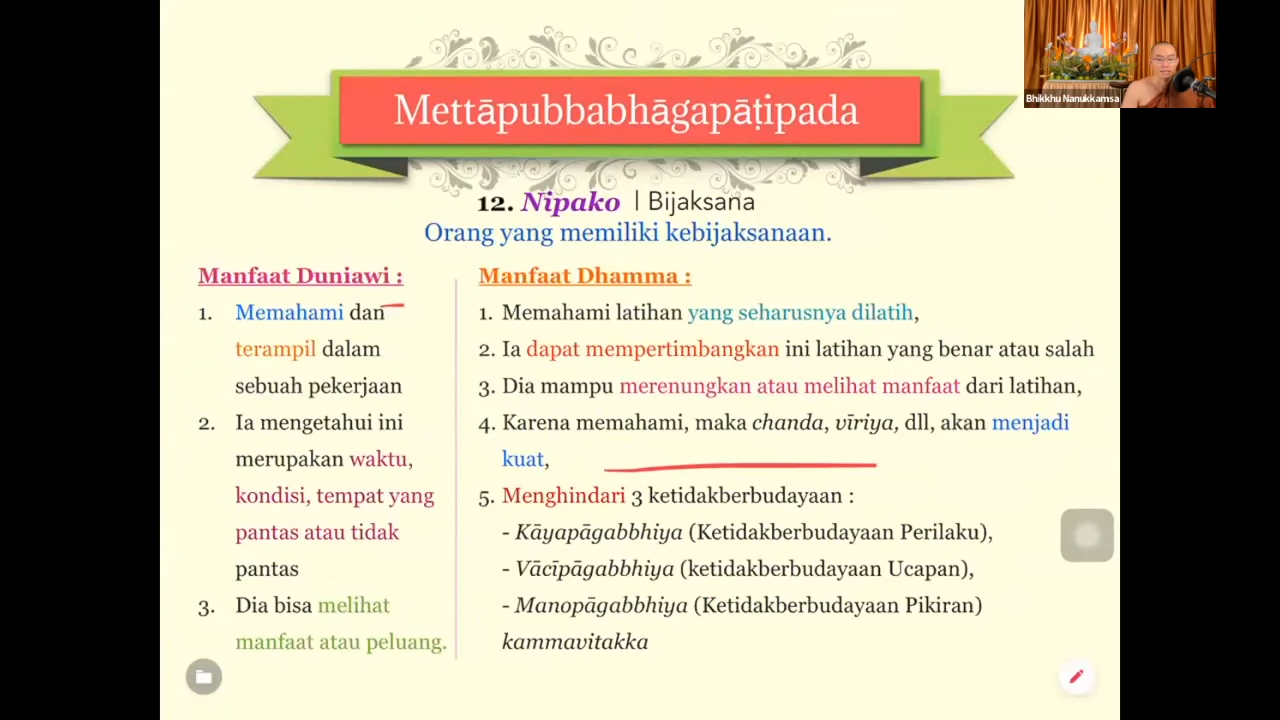 Mettāpubbabhāgapāṭipada
Bhikkhu Nanukkamsa
12. Nipako | Bijaksana
Orang yang memiliki kebijaksanaan.
Manfaat Duniawi :
1. Memahami dan
terampil dalam
sebuah pekerjaan
2. Ia mengetahui ini
merupakan waktu,
kondisi, tempat yang
pantas atau tidak
pantas
3. Dia bisa melihat
manfaat atau peluang.
Manfaat Dhamma :
1. Memahami latihan yang seharusnya dilatih,
2. Ia dapat mempertimbangkan ini latihan yang benar atau salah
3. Dia mampu merenungkan atau melihat manfaat dari latihan,
4. Karena memahami, maka chanda, vīriya, dll, akan menjadi
kuat,
5. Menghindari 3 ketidakberbudayaan :
- Kāyapāgabbhiya (Ketidakberbudayaan Perilaku),
- Vācīpāgabbhiya (ketidakberbudayaan Ucapan),
- Manopāgabbhiya (Ketidakberbudayaan Pikiran)
kammavitakka